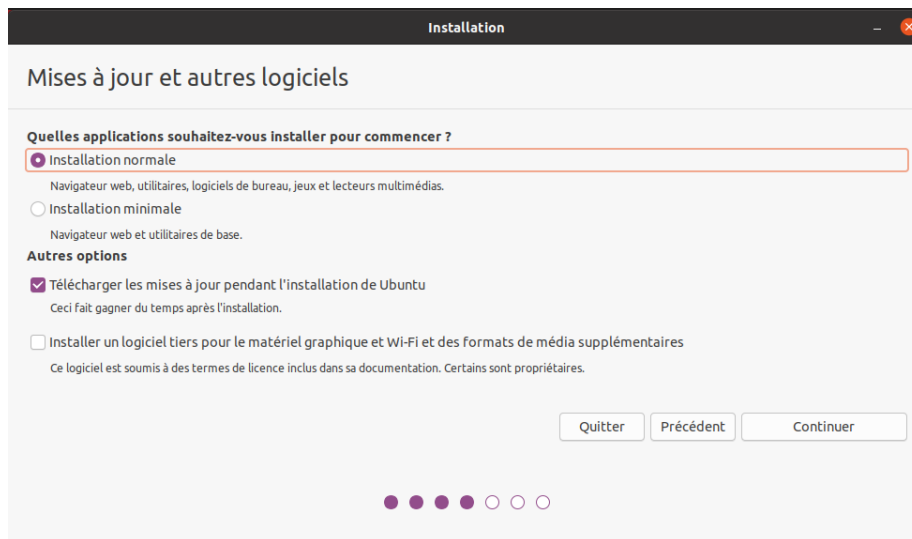 Installation
Mises à jour et autres logiciels
Quelles applications souhaitez-vous installer pour commencer ?
Installation normale
Navigateur web, utilitaires, logiciels de bureau, jeux et lecteurs multimédias.
Installation minimale
Navigateur web et utilitaires de base.
Autres options
Télécharger les mises à jour pendant l'installation de Ubuntu
Ceci fait gagner du temps après l'installation.
Installer un logiciel tiers pour le matériel graphique et Wi-Fi et des formats de média supplémentaires
Ce logiciel est soumis à des termes de licence inclus dans sa documentation. Certains sont propriétaires.
Quitter Précédent Continuer